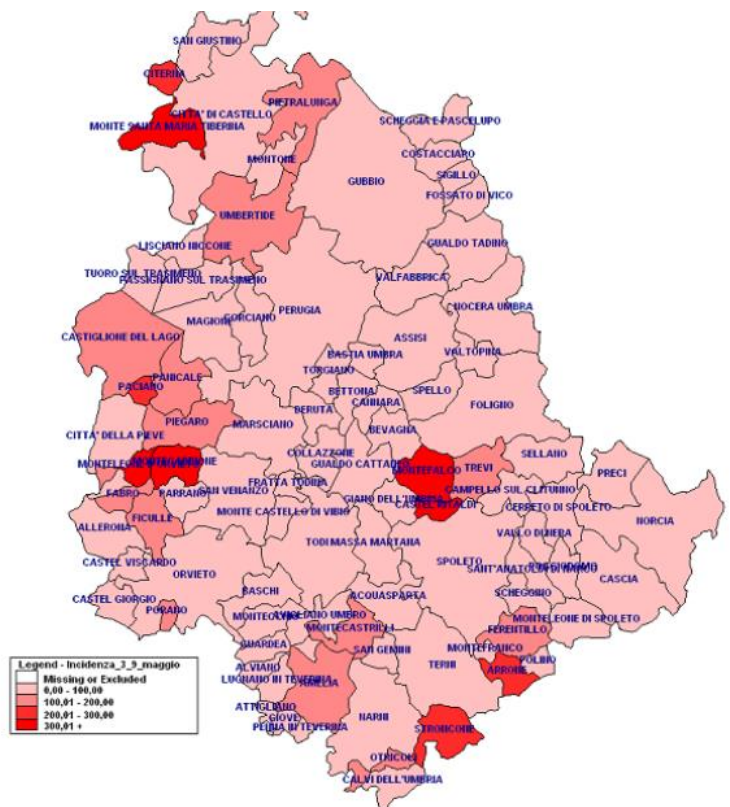 SAN GIUSTINO
CITERNA
CITTA' DI CASTELLO
PIETRALUNGA
MONTE SANTA MARIA TIBERINA
SCHEGGIA E PASCELUPO
MONTONE
COSTACCIARO
GUBBIO
SIGILLO
FOSSATO DI VICO
UMBERTIDE
LISCIANO NICCONE
GUALDO TADINO
TUORO SUL TRASIMENO
PASSIGNANO SUL TRASIMENO
VALFABBRICA
NOCERA UMBRA
PERUGIA
MAGIONE
CORCIANO
CASTIGLIONE DEL LAGO
ASSISI
BASTIA UMBRA
VALTOPINA
TORGIANO
PANICALE
PACIANO
BETTONA
SPELLO
CANNARA
FOLIGNO
DERUTA
PIEGARO
MARSCIANO
BEVAGNA
CITTA' DELLA PIEVE
COLLAZZONE
SELLANO
GUALDO CATTANEO
MONTEFALCO
TREVI
PRECI
FRATTA TODINA
FABRO
PARRANO
SAN VENANZO
CAMPELLO SUL CLITUNNO
GIANO DELL'UMBRIA
CASTEL RITALDI
CERRETO DI SPOLETO
MONTE CASTELLO DI VIBIO
FICULLE
NORCIA
ALLERONA
VALLO DI NERA
TODI
MASSA MARTANA
SPOLETO
CASTEL VISCARDO
SANT'ANATOLIA DI NARCO
ORVIETO
CASCIA
BASCHI
SCHEGGINO
CASTEL GIORGIO
ACQUASPARTA
PORANO
AVIGLIANO UMBRO
MONTELEONE DI SPOLETO
FERENTILLO
MONTECASTRILLI
GUARDEA
MONTEFRANCO
SAN GEMINI
POLINO
ALVIANO
TERNI
ARRONE
LUGNANO IN TEVERINA
AMELIA
ATTIGLIANO
GIOVE
NARNI
PENNA IN TEVERINA
STRONCONE
OTRICOLI
CALVI DELL'UMBRIA
Legend - Incidenza_3_9_maggio
Missing or Excluded
0,00 - 100,00
100,01 - 200,00
200,01 - 300,00
300,01 +